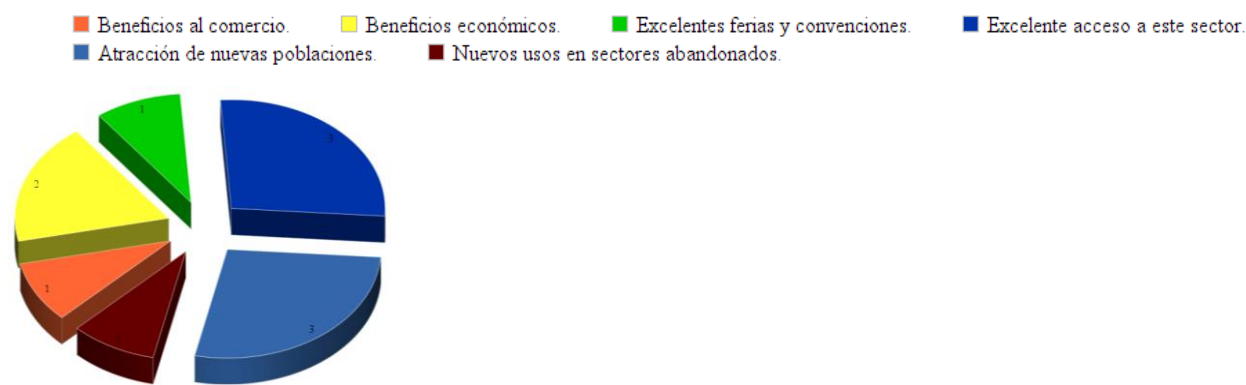 Beneficios al comercio. Beneficios económicos. Excelentes ferias y convenciones. Excelente acceso a este sector.
Atracción de nuevas poblaciones. Nuevos usos en sectores abandonados.
1
3
2
1
3